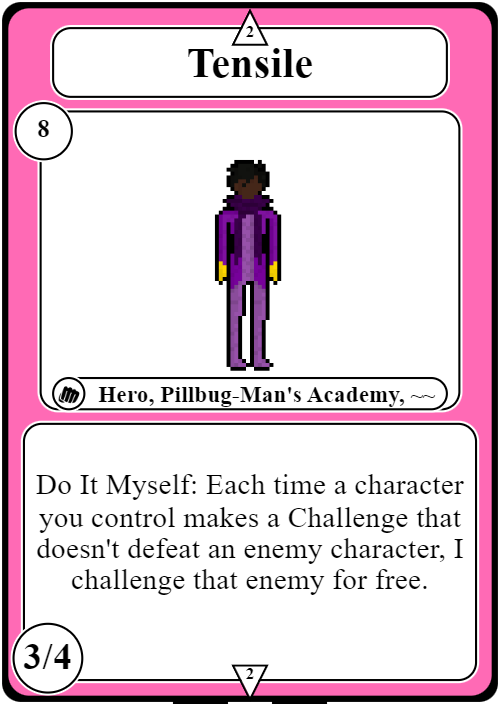 2
Tensile
8
Hero, Pillbug-Man's Academy, ~~
Do It Myself: Each time a character
you control makes a Challenge that
doesn't defeat an enemy character, I
challenge that enemy for free.
3/4
2